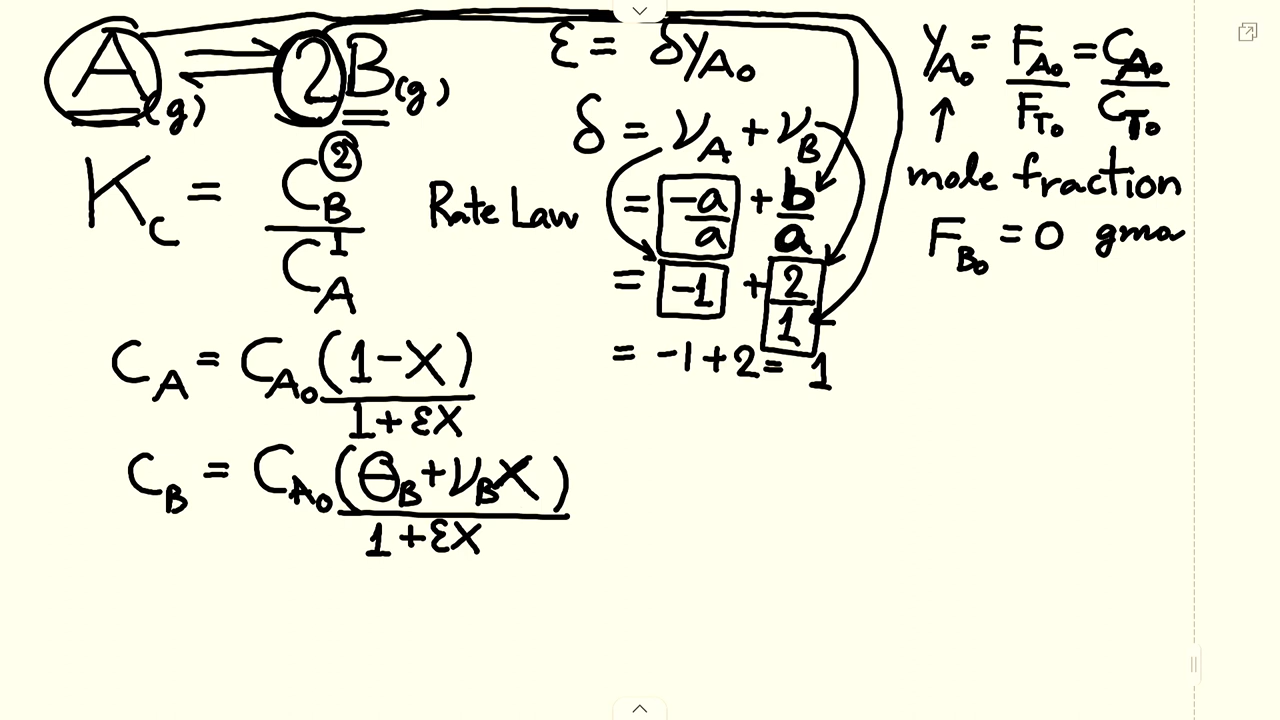 A(g) ⇌ 2B(g)
K_C = C_B^2 / C_A^1
Rate Law
C_A = C_A0 (1-X) / 1+εX
C_B = C_A0 (Θ_B+ν_B X) / 1+εX
ε = δy_A0
δ = ν_A + ν_B
= -a/a + b/a
= -1 + 2/1
= -1+2 = 1
y_A0 = F_A0/F_T0 = C_A0/C_T0
↑
mole fraction
F_B0 = 0 gmo